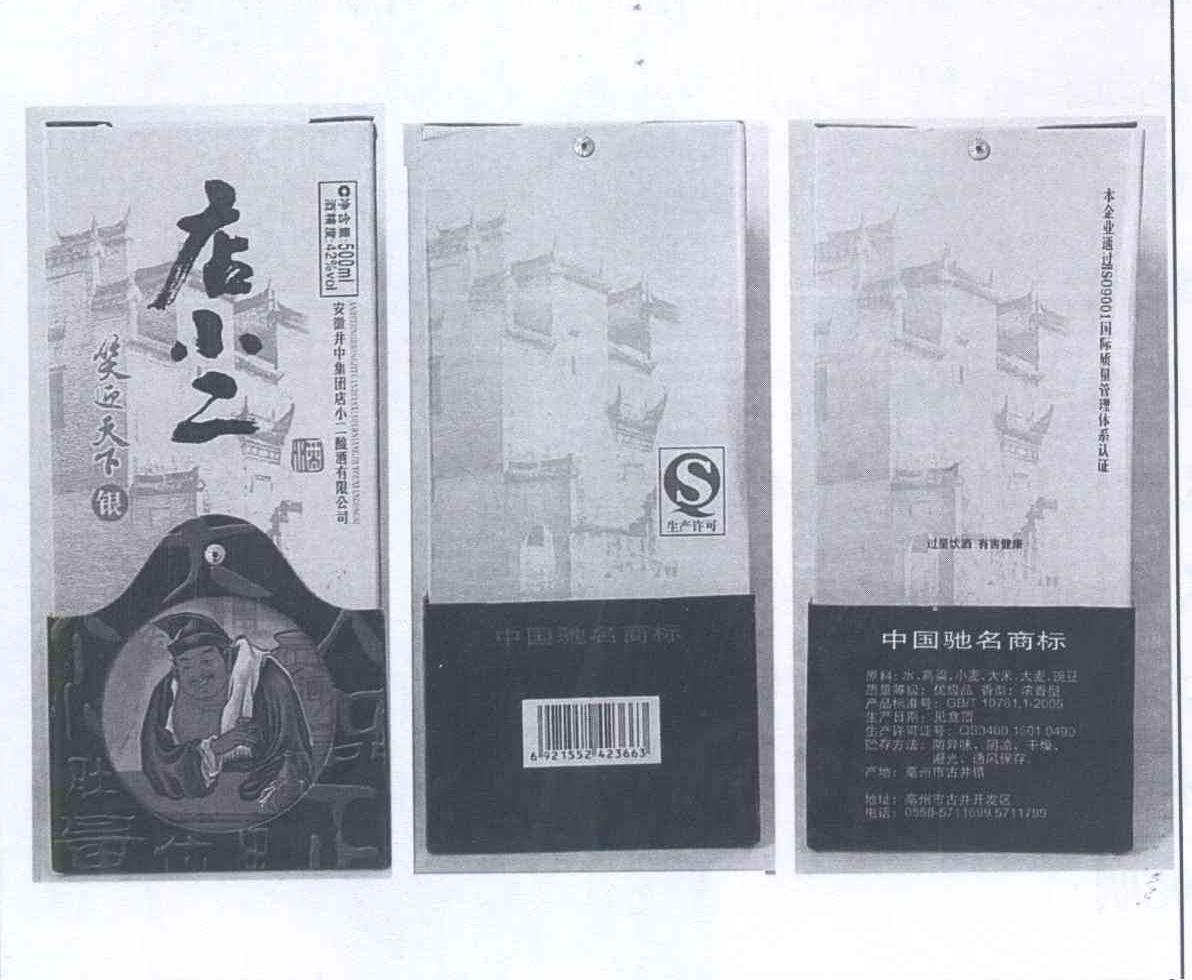 店小二
笑迎天下
银
净含量:500ml
酒精度:42%vol
安徽井中集团店小二酿酒有限公司
生产许可
中国驰名商标
6 921552 423663
本企业通过ISO9001国际质量管理体系认证
过量饮酒 有害健康
中国驰名商标
原料: 水、高粱、小麦、大米、大麦、豌豆
质量等级: 优级品 香型: 浓香型
产品标准号: GB/T 10781.1-2006
生产日期: 见盒面
生产许可证号: QS3400 1501 0490
贮存方法: 防异味、阴凉、干燥、
避光、通风保存。
产地: 亳州市古井镇
地址: 亳州市古井开发区
电话: 0558-5711699 5711799